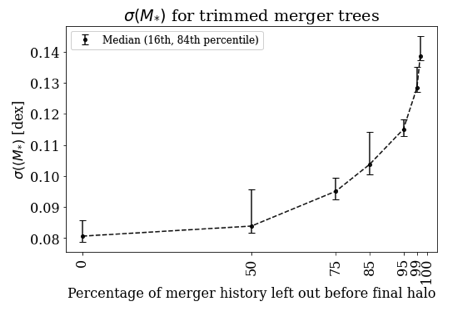 σ(M*) for trimmed merger trees
Median (16th, 84th percentile)
σ((M*) [dex]
0.14
0.13
0.12
0.11
0.10
0.09
0.08
0 50 75 85 95 99 100
Percentage of merger history left out before final halo